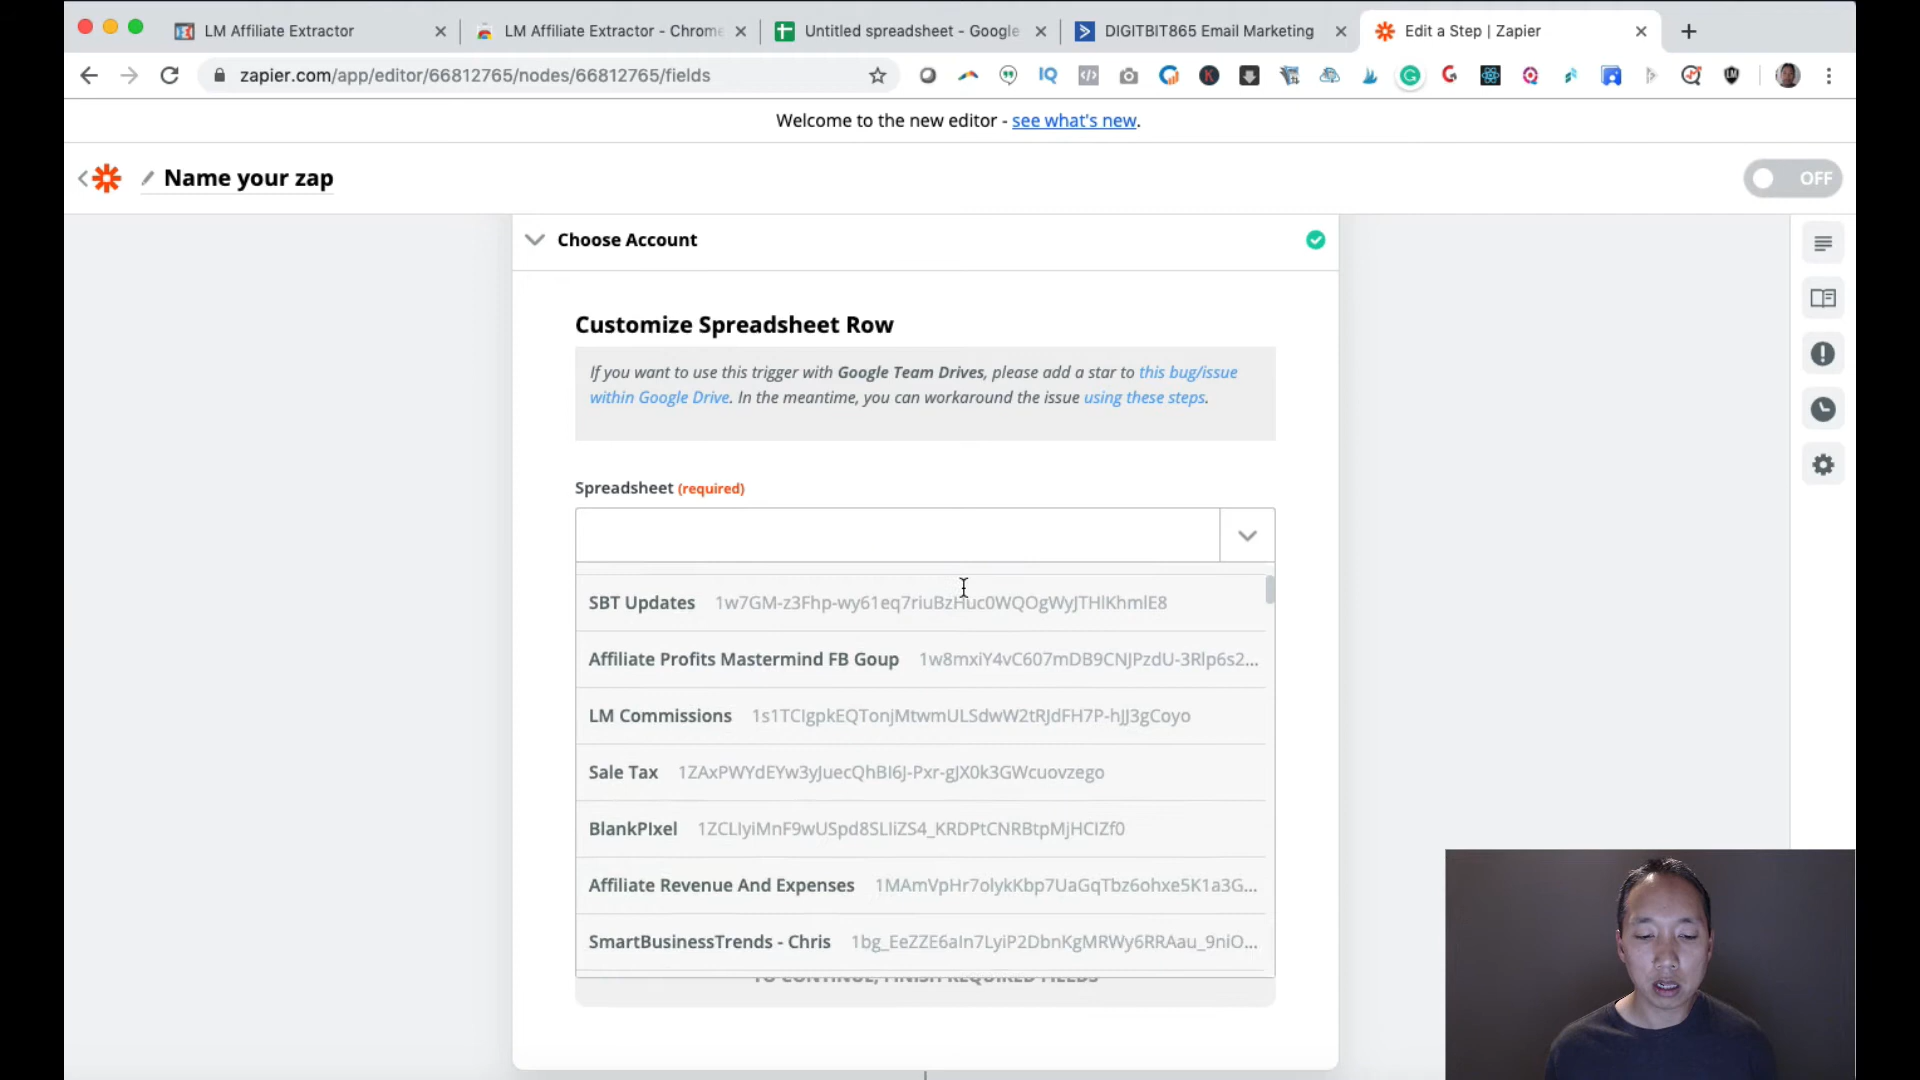 LM Affiliate Extractor
LM Affiliate Extractor - Chrome
Untitled spreadsheet - Google
DIGITBIT865 Email Marketing
Edit a Step | Zapier
zapier.com/app/editor/66812765/nodes/66812765/fields
Welcome to the new editor - see what's new.
Name your zap
OFF
Choose Account
Customize Spreadsheet Row
If you want to use this trigger with Google Team Drives, please add a star to this bug/issue
within Google Drive. In the meantime, you can workaround the issue using these steps.
Spreadsheet (required)
SBT Updates 1w7GM-z3Fhp-wy61eq7riuBzHuc0WQOgWyJTHlKhmlE8
Affiliate Profits Mastermind FB Goup 1w8mxiY4vC607mDB9CNJPzdU-3Rlp6s2...
LM Commissions 1s1TCIgpkEQTonjMtwmULSdwW2tRJdFH7P-hJJ3gCoyo
Sale Tax 1ZAxPWYdEYw3yJuecQhBI6J-Pxr-gJX0k3GWcuovzego
BlankPIxel 1ZCLIyiMnF9wUSpd8SLIiZS4_KRDPtCNRBtpMjHCIZf0
Affiliate Revenue And Expenses 1MAmVpHr7olykKbp7UaGqTbz6ohxe5K1a3G...
SmartBusinessTrends - Chris 1bg_EeZZE6aIn7LyiP2DbnKgMRWy6RRAau_9niO...
TO CONTINUE, FINISH REQUIRED FIELDS